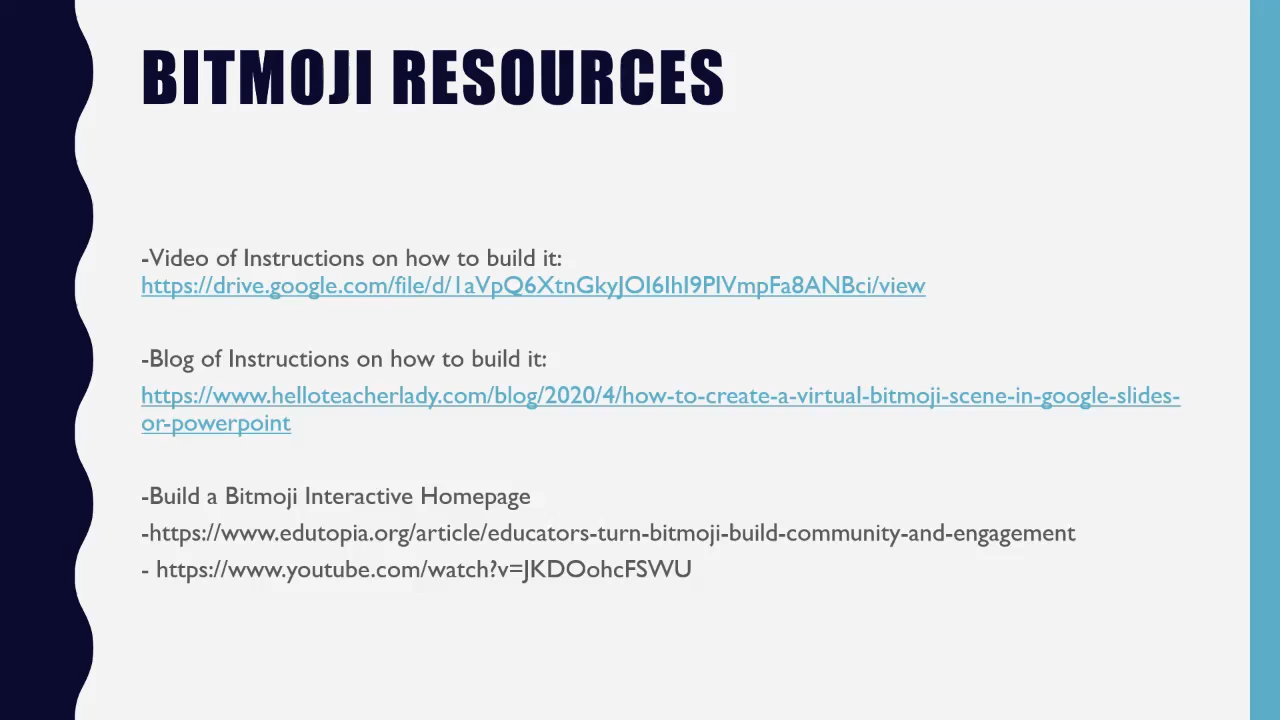 BITMOJI RESOURCES
-Video of Instructions on how to build it:
https://drive.google.com/file/d/1aVpQ6XtnGkyJOI6IhI9PIVmpFa8ANBci/view
-Blog of Instructions on how to build it:
https://www.helloteacherlady.com/blog/2020/4/how-to-create-a-virtual-bitmoji-scene-in-google-slides-
or-powerpoint
-Build a Bitmoji Interactive Homepage
-https://www.edutopia.org/article/educators-turn-bitmoji-build-community-and-engagement
- https://www.youtube.com/watch?v=JKDOohcFSWU